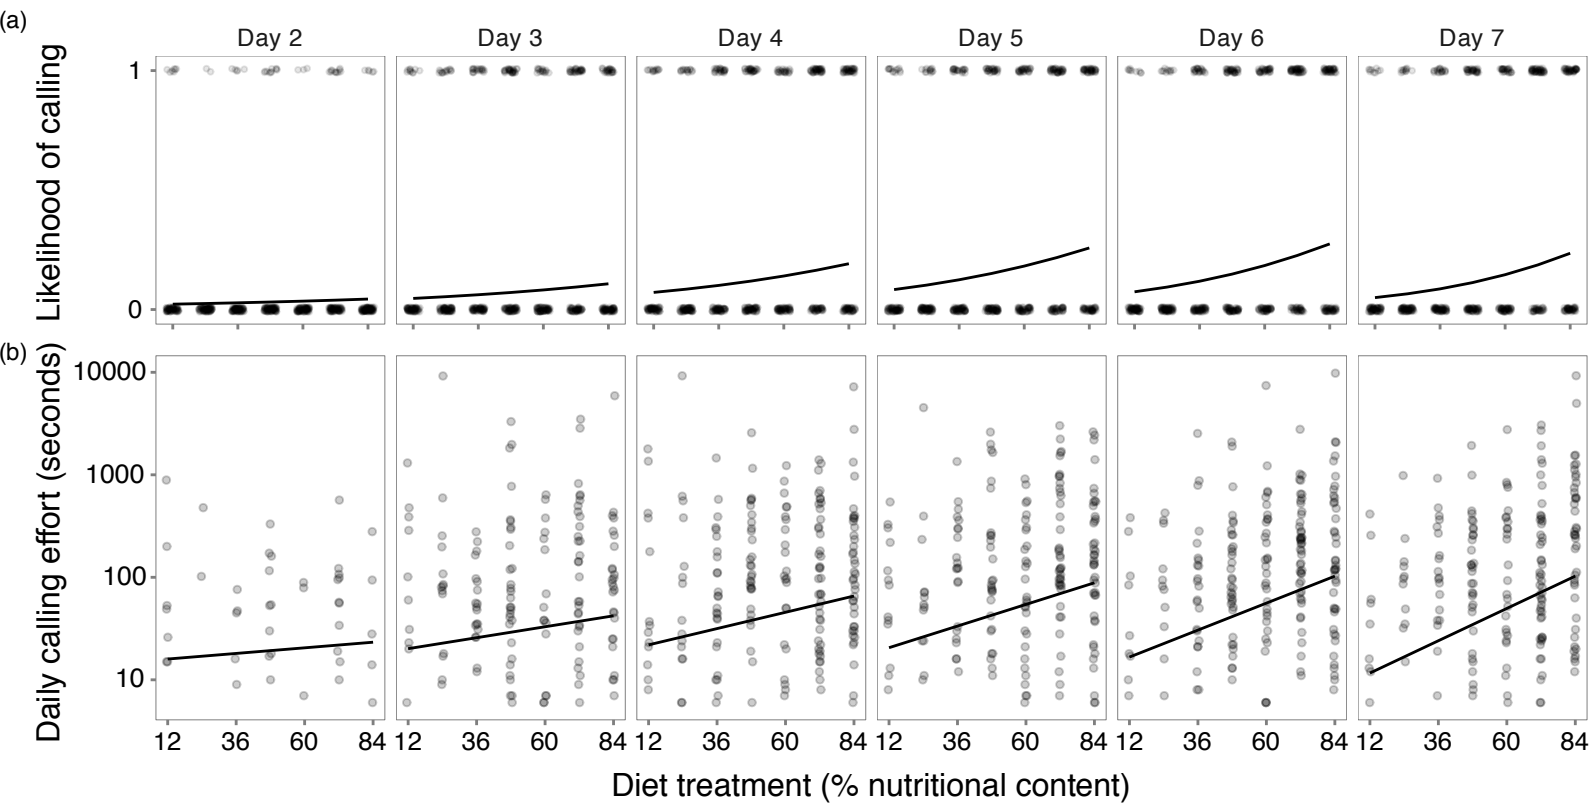 (a)
Day 2 Day 3 Day 4 Day 5 Day 6 Day 7
Likelihood of calling
1
0
(b)
Daily calling effort (seconds)
10000
1000
100
10
12 36 60 84 12 36 60 84 12 36 60 84 12 36 60 84 12 36 60 84 12 36 60 84
Diet treatment (% nutritional content)